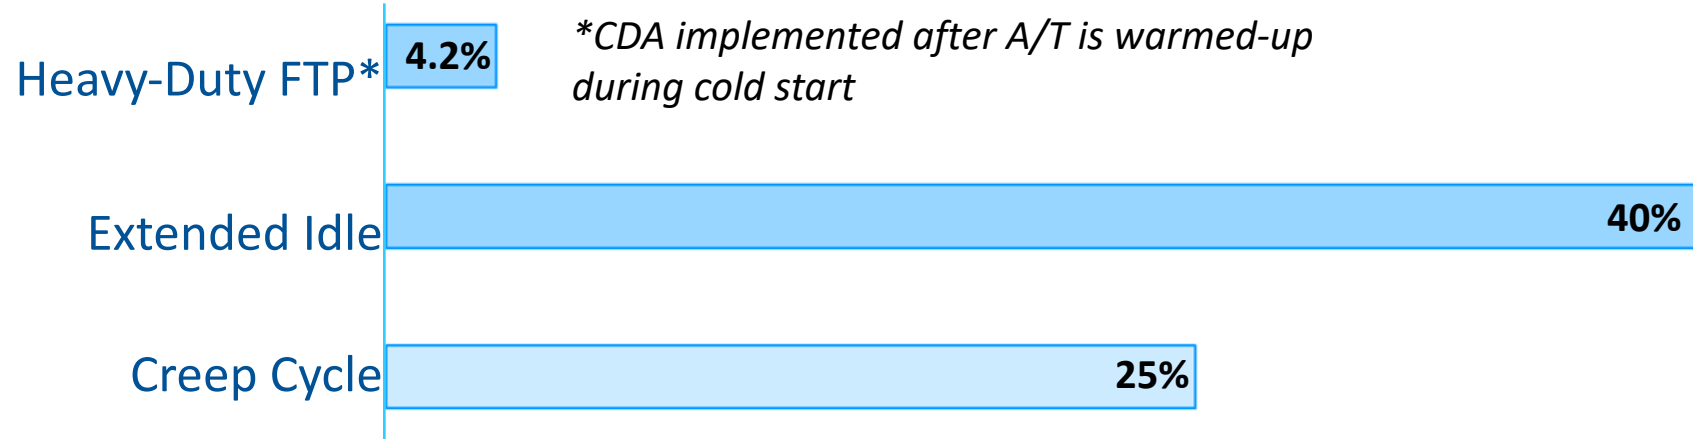 Heavy-Duty FTP*
4.2%
*CDA implemented after A/T is warmed-up
during cold start
Extended Idle
40%
Creep Cycle
25%